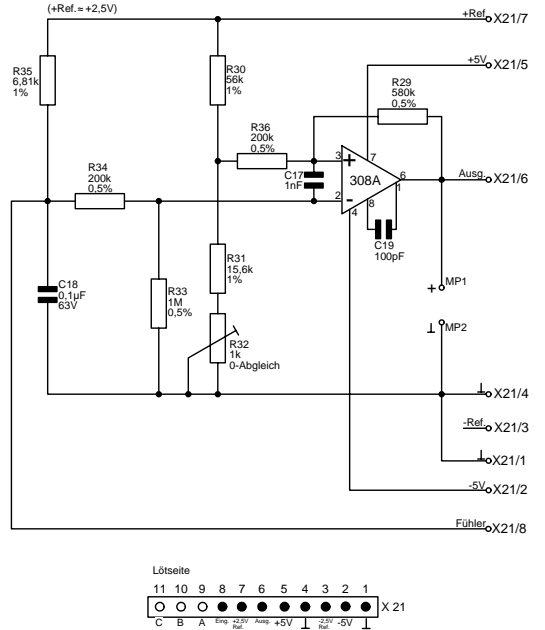 (+Ref.≈+2,5V)
+Ref.
X21/7
+5V
X21/5
R35
6,81k
1%
R30
56k
1%
R29
580k
0,5%
R36
200k
0,5%
3
+
7
C17
1nF
308A
6
1
Ausg.
X21/6
R34
200k
0,5%
2
-
8
4
C19
100pF
R31
15,6k
1%
C18
0,1µF
63V
R33
1M
0,5%
+
MP1
⊥
MP2
R32
1k
0-Abgleich
⊥
X21/4
-Ref.
X21/3
⊥
X21/1
-5V
X21/2
Fühler
X21/8
Lötseite
11 10 9 8 7 6 5 4 3 2 1
X 21
C B A Eing. +2,5V Ref. Ausg. +5V ⊥ -2,5V Ref. -5V ⊥